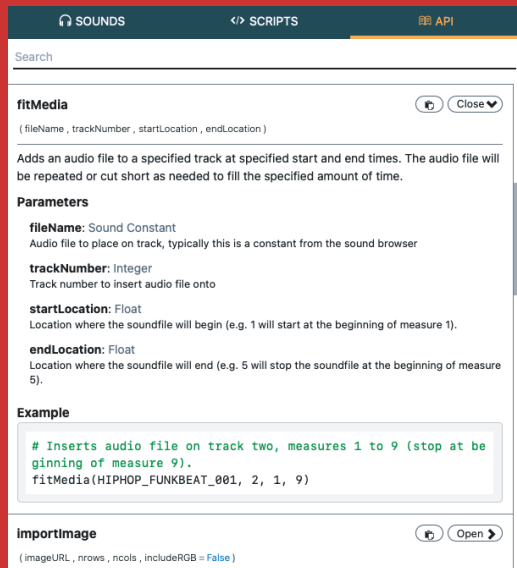 SOUNDS
</> SCRIPTS
API
Search
fitMedia
Close
( fileName , trackNumber , startLocation , endLocation )
Adds an audio file to a specified track at specified start and end times. The audio file will
be repeated or cut short as needed to fill the specified amount of time.
Parameters
fileName: Sound Constant
Audio file to place on track, typically this is a constant from the sound browser
trackNumber: Integer
Track number to insert audio file onto
startLocation: Float
Location where the soundfile will begin (e.g. 1 will start at the beginning of measure 1).
endLocation: Float
Location where the soundfile will end (e.g. 5 will stop the soundfile at the beginning of measure
5).
Example
# Inserts audio file on track two, measures 1 to 9 (stop at be
ginning of measure 9).
fitMedia(HIPHOP_FUNKBEAT_001, 2, 1, 9)
importImage
Open
( imageURL , nrows , ncols , includeRGB = False )